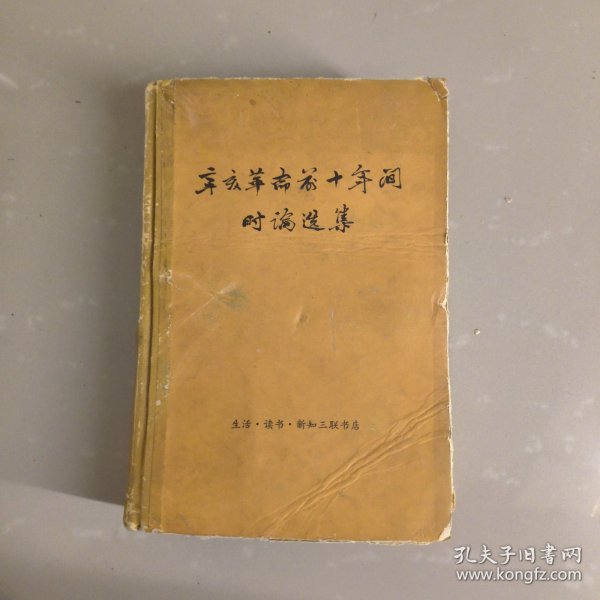 辛亥革命前十年间
时论选集
生活·读书·新知三联书店
孔夫子旧书网
www.kongfz.com